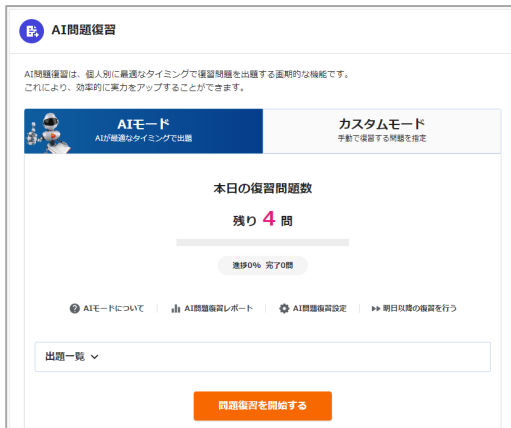 AI問題復習
AI問題復習は、個人別に最適なタイミングで復習問題を出題する画期的な機能です。
これにより、効率的に実力をアップすることができます。
AIモード
AIが最適なタイミングで出題
カスタムモード
手動で復習する問題を指定
本日の復習問題数
残り 4 問
進捗0% 完了0問
AIモードについて
AI問題復習レポート
AI問題復習設定
明日以降の復習を行う
出題一覧
問題復習を開始する